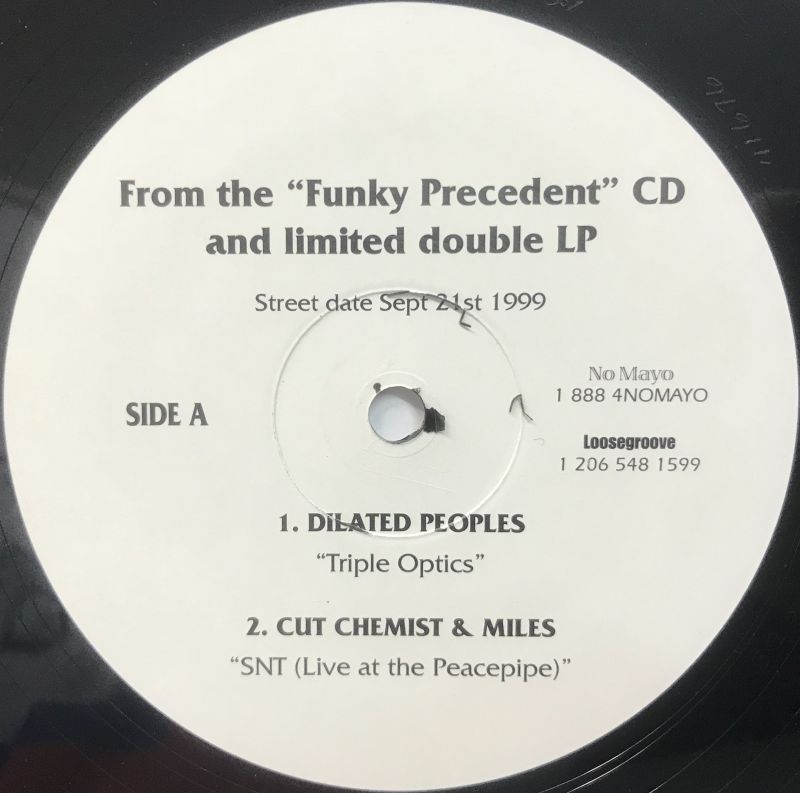 From the “Funky Precedent” CD
and limited double LP
Street date Sept 21st 1999
SIDE A
No Mayo
1 888 4NOMAYO
Loosegroove
1 206 548 1599
1. DILATED PEOPLES
“Triple Optics”
2. CUT CHEMIST & MILES
“SNT (Live at the Peacepipe)”